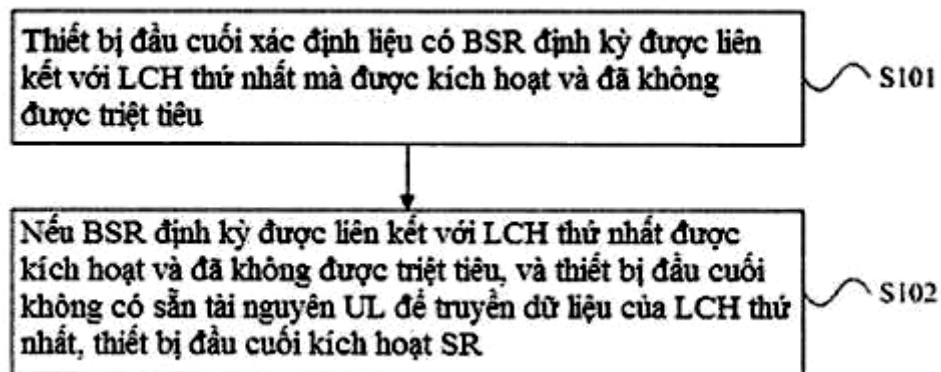 Thiết bị đầu cuối xác định liệu có BSR định kỳ được liên
kết với LCH thứ nhất mà được kích hoạt và đã không
được triệt tiêu
S101
Nếu BSR định kỳ được liên kết với LCH thứ nhất được
kích hoạt và đã không được triệt tiêu, và thiết bị đầu cuối
không có sẵn tài nguyên UL để truyền dữ liệu của LCH thứ
nhất, thiết bị đầu cuối kích hoạt SR
S102